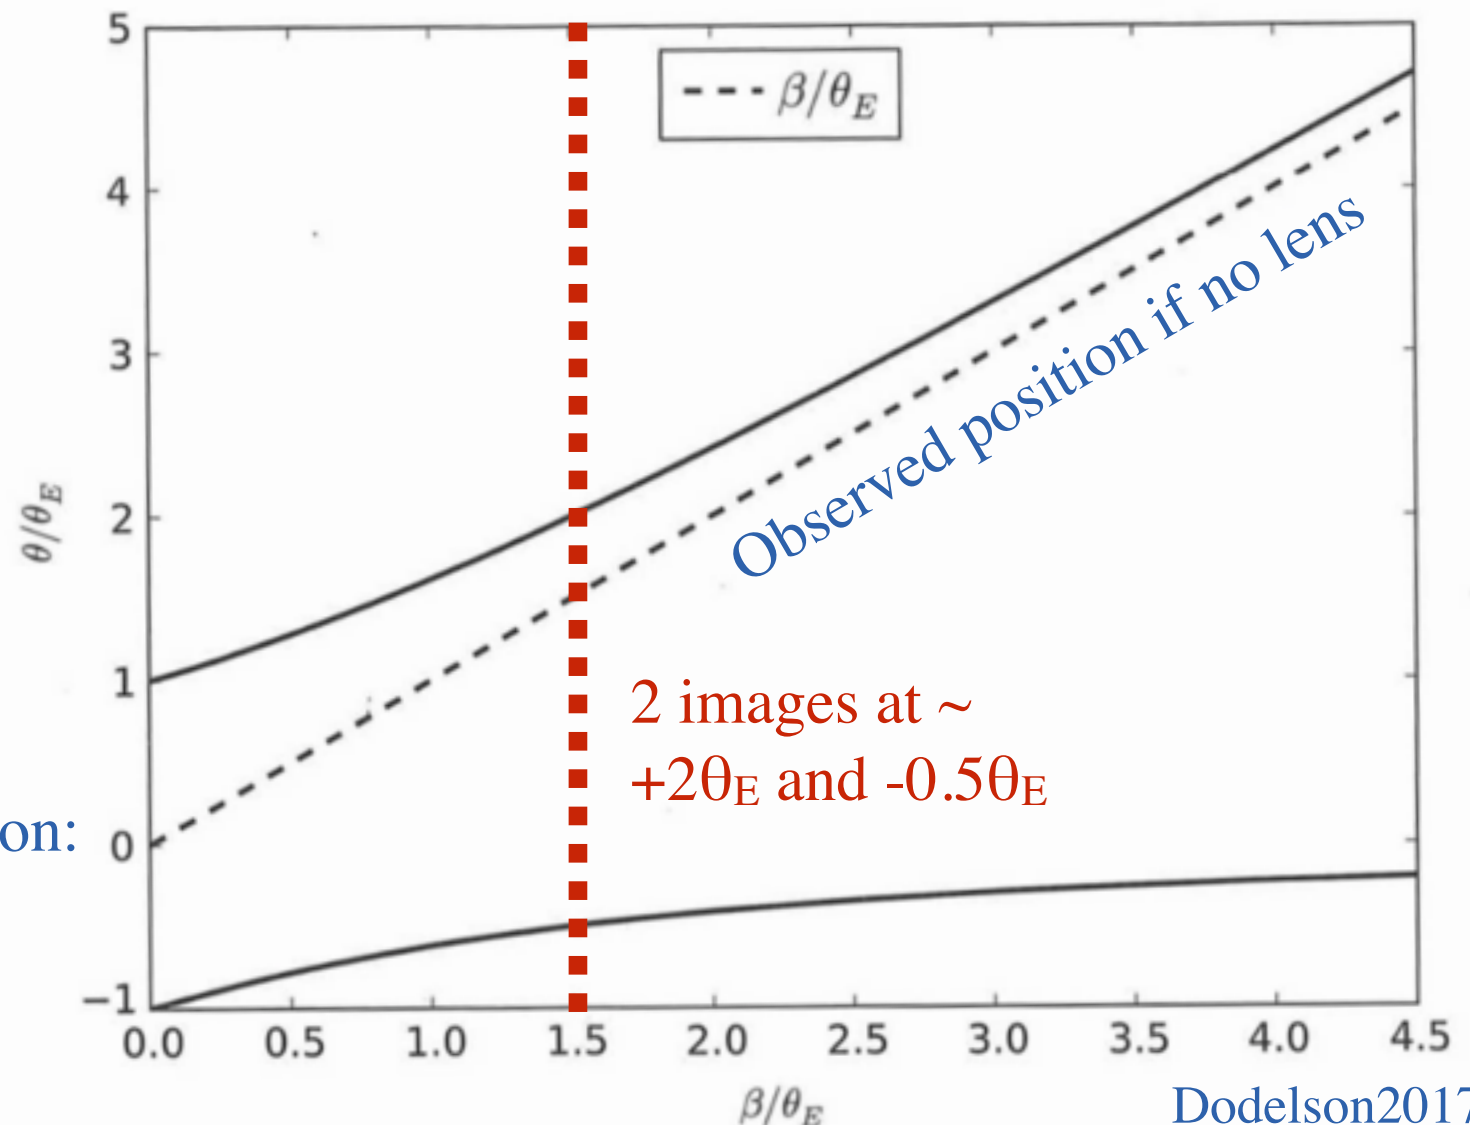 5
β/θE
4
3
2
1
0
−1
θ/θE
Observed position if no lens
2 images at ~
+2θE and -0.5θE
on:
0.0 0.5 1.0 1.5 2.0 2.5 3.0 3.5 4.0 4.5
β/θE
Dodelson2017